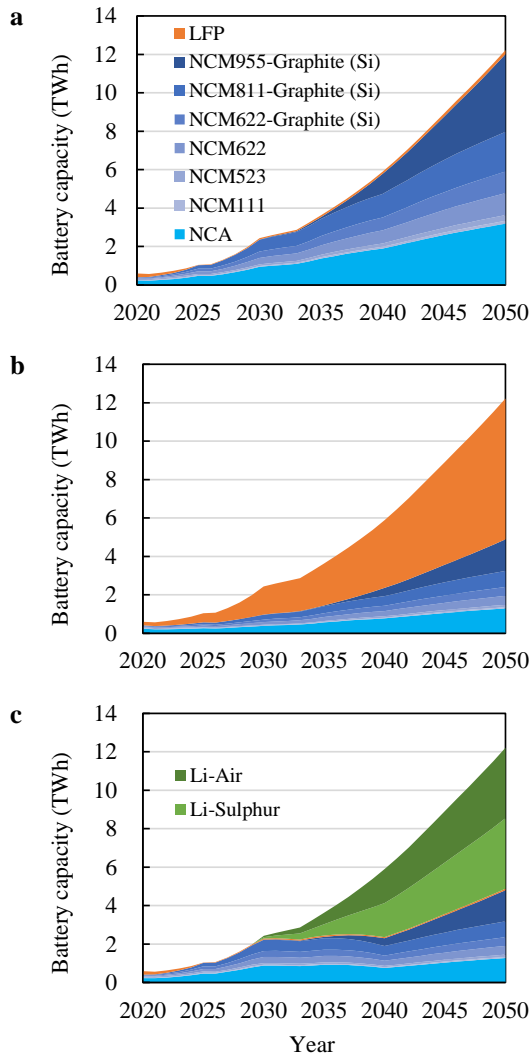 a
Battery capacity (TWh)
14
12
10
8
6
4
2
0
LFP
NCM955-Graphite (Si)
NCM811-Graphite (Si)
NCM622-Graphite (Si)
NCM622
NCM523
NCM111
NCA
2020 2025 2030 2035 2040 2045 2050
b
Battery capacity (TWh)
14
12
10
8
6
4
2
0
2020 2025 2030 2035 2040 2045 2050
c
Battery capacity (TWh)
14
12
10
8
6
4
2
0
Li-Air
Li-Sulphur
2020 2025 2030 2035 2040 2045 2050
Year